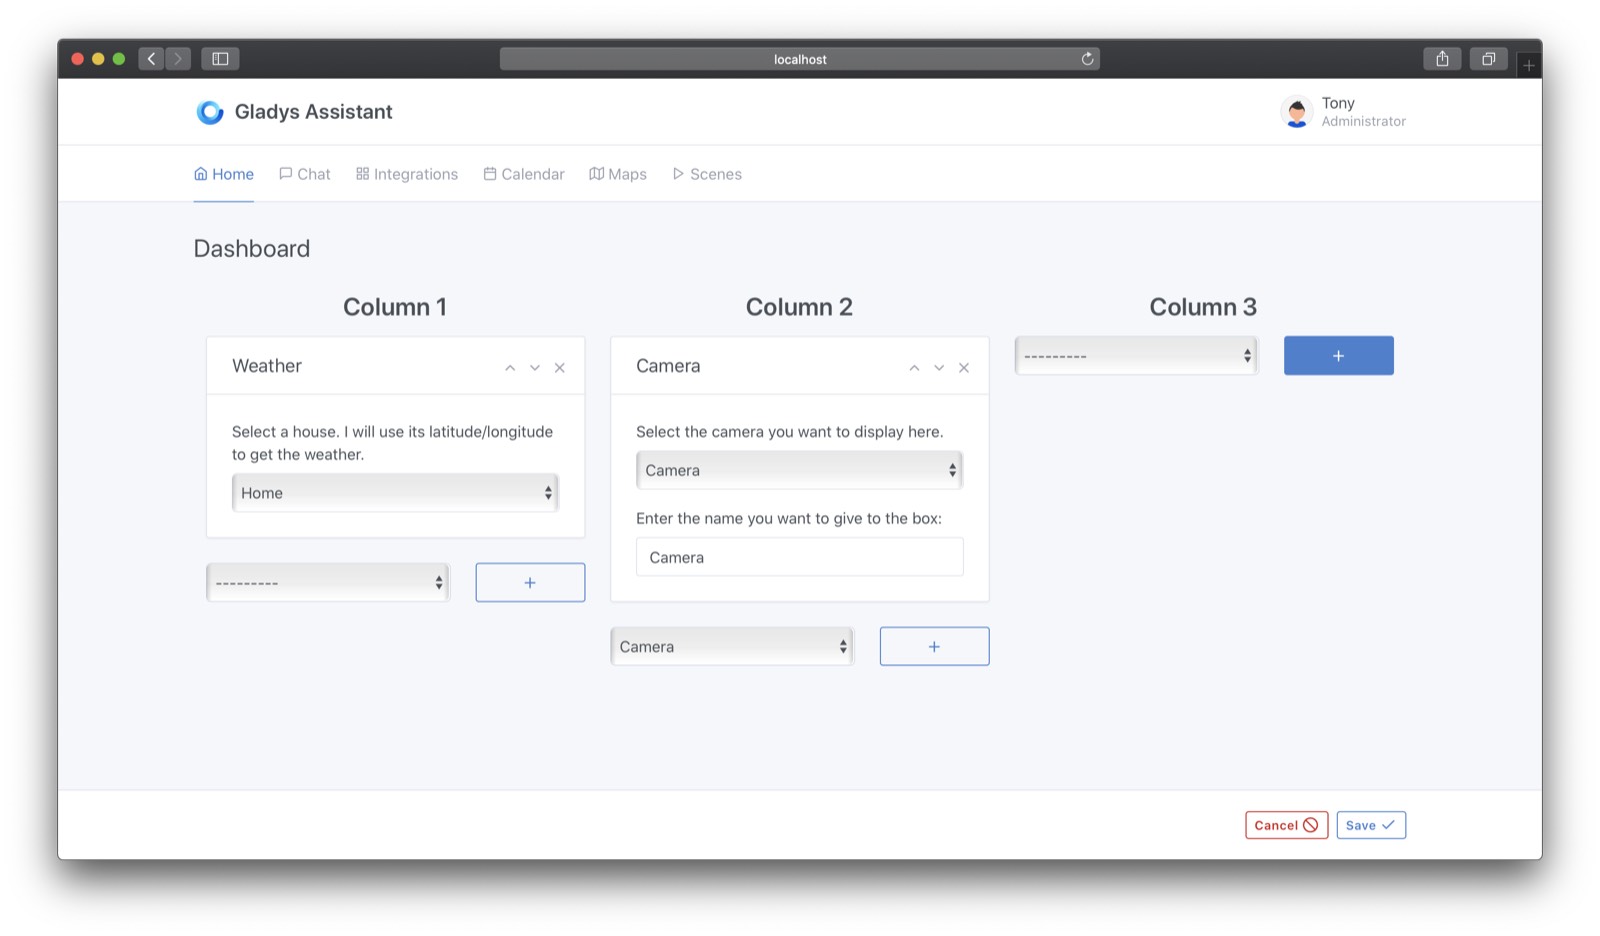 localhost
Gladys Assistant
Tony
Administrator
Home
Chat
Integrations
Calendar
Maps
Scenes
Dashboard
Column 1
Weather
Select a house. I will use its latitude/longitude
to get the weather.
Home
---------
+
Column 2
Camera
Select the camera you want to display here.
Camera
Enter the name you want to give to the box:
Camera
Camera
+
Column 3
---------
+
Cancel
Save